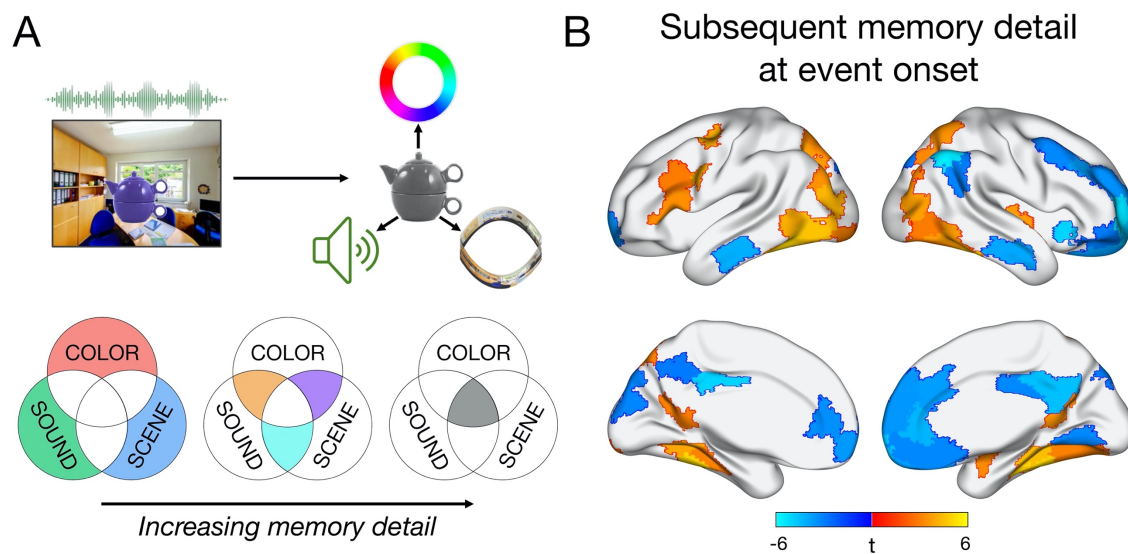 A
COLOR
SOUND
SCENE
COLOR
SOUND
SCENE
COLOR
SOUND
SCENE
Increasing memory detail
B
Subsequent memory detail
at event onset
-6
t
6